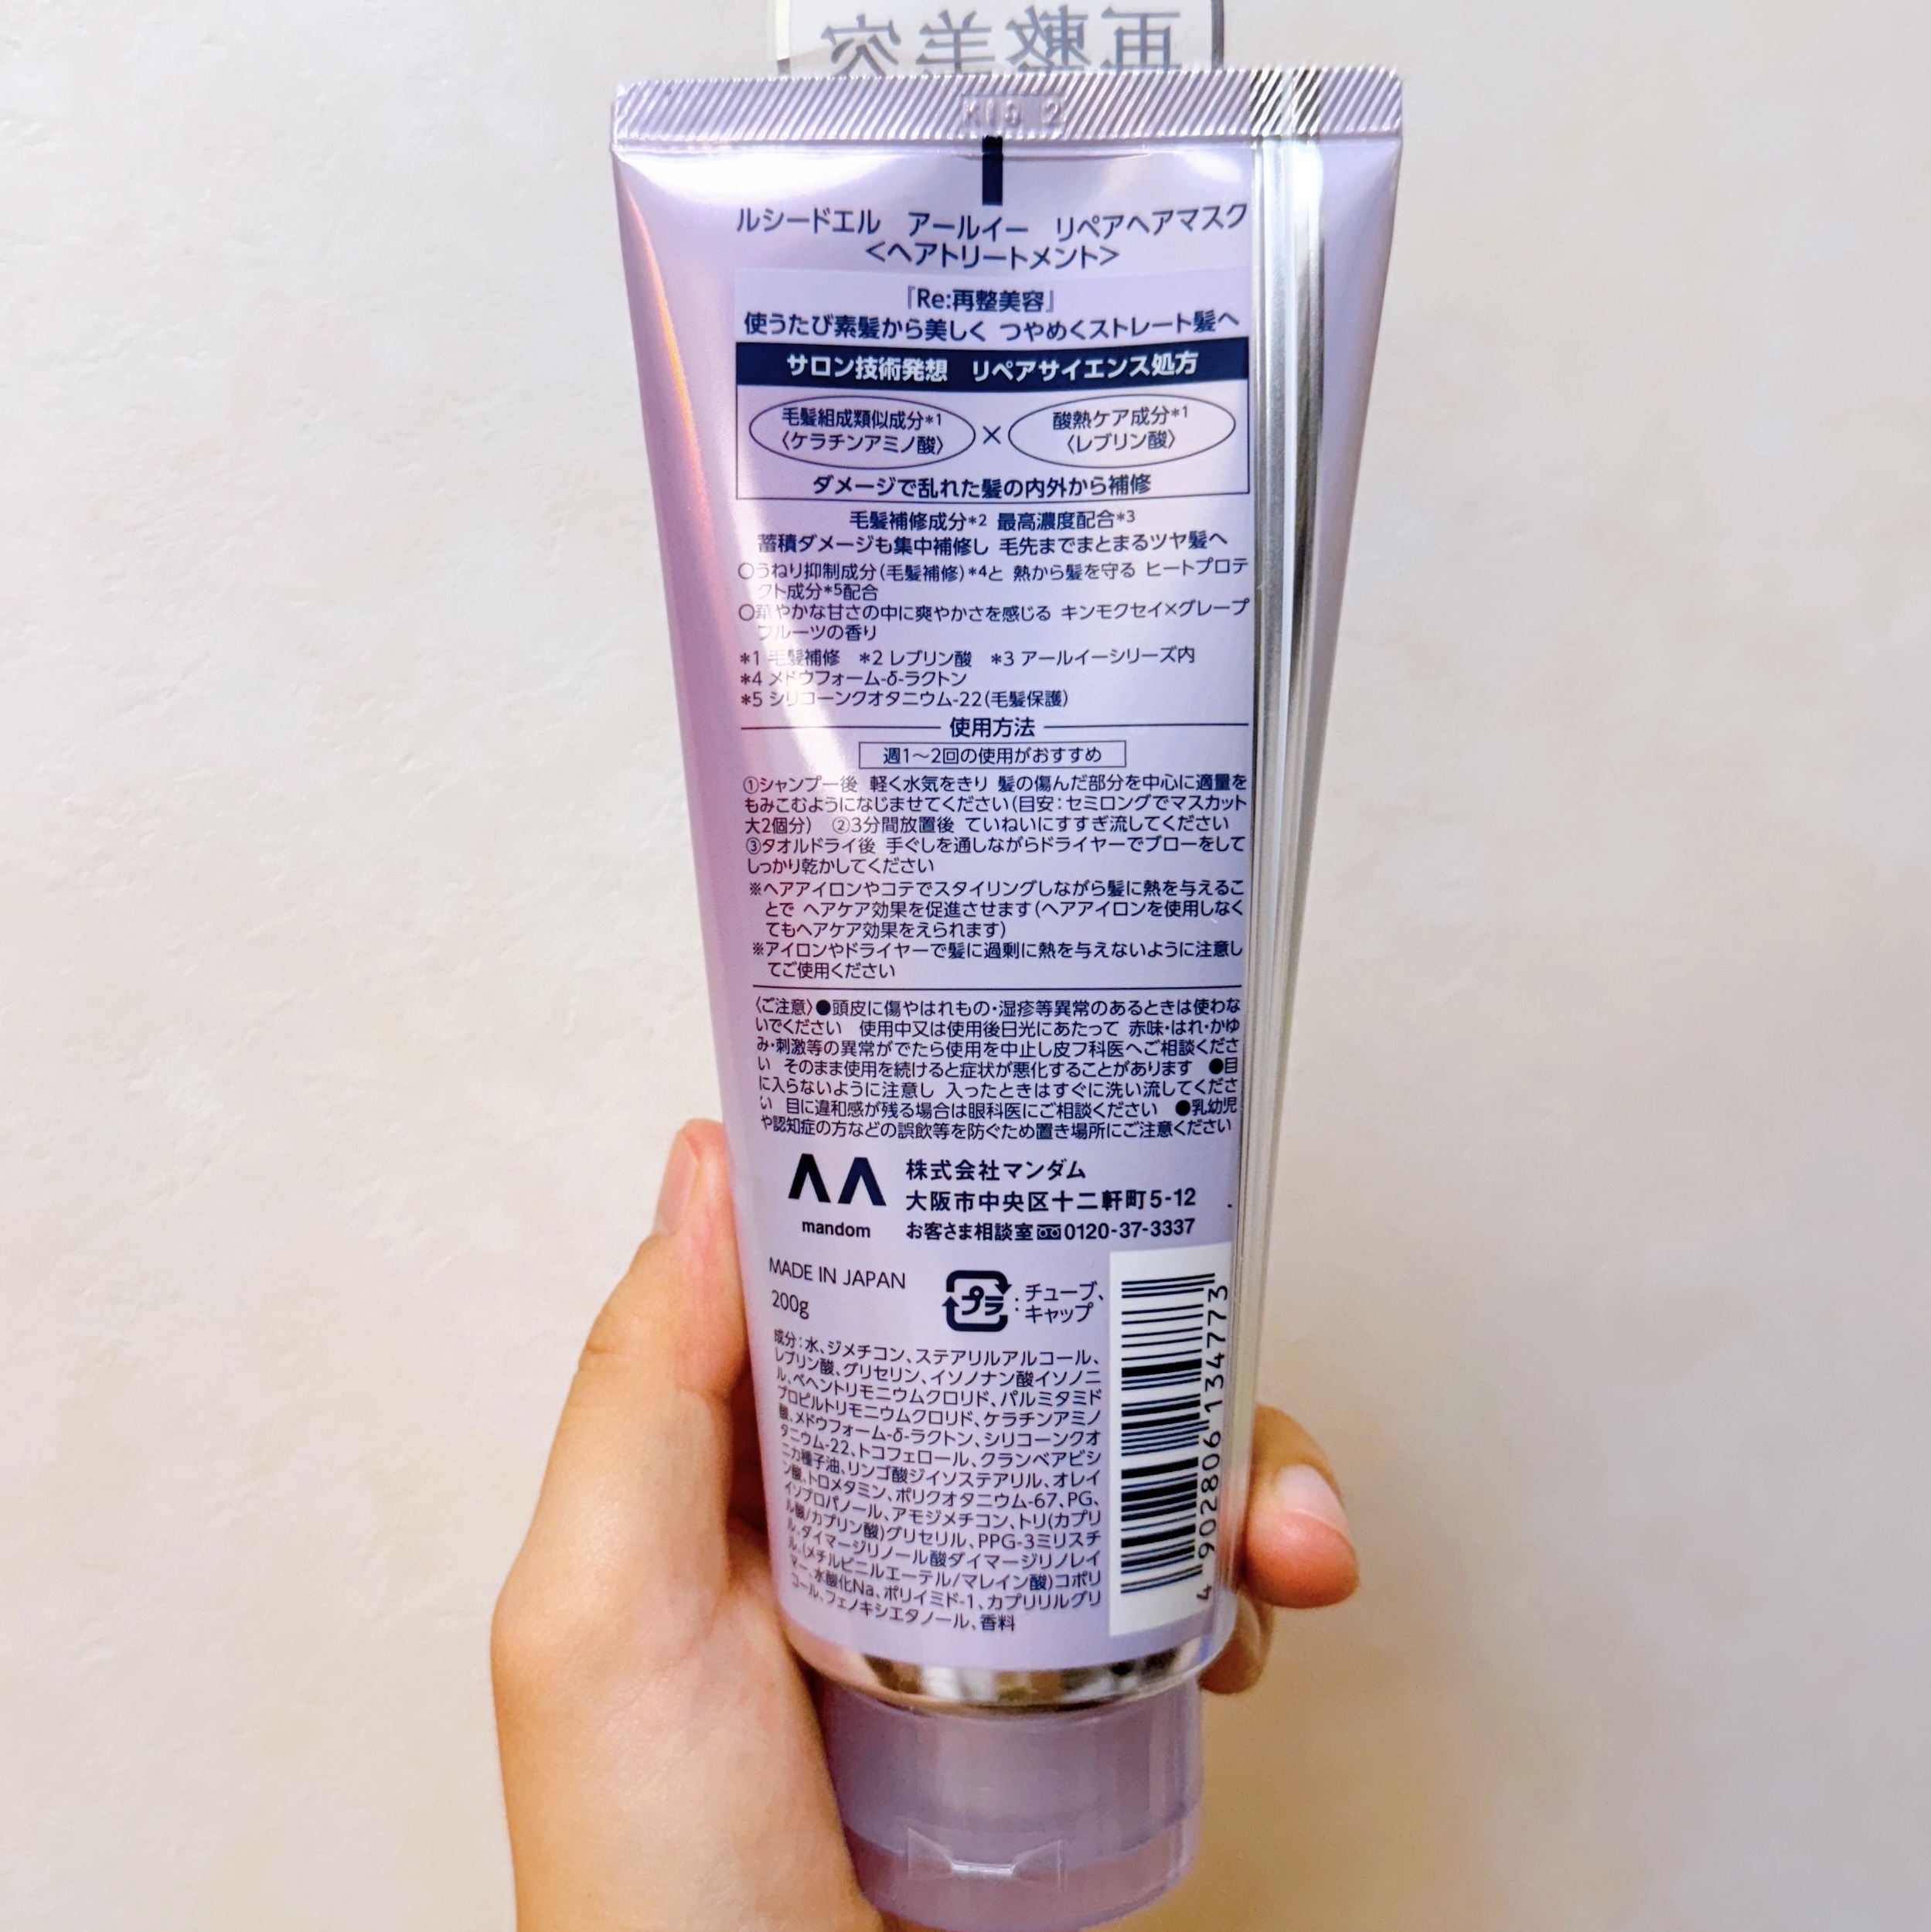 再整美容
ルシードエル アールイー リペアヘアマスク
<ヘアトリートメント>
『Re:再整美容』
使うたび素髪から美しく つやめくストレート髪へ
サロン技術発想 リペアサイエンス処方
毛髪組成類似成分*1
〈ケラチンアミノ酸〉
×
酸熱ケア成分*1
〈レブリン酸〉
ダメージで乱れた髪の内外から補修
毛髪補修成分*2 最高濃度配合*3
蓄積ダメージも集中補修し 毛先までまとまるツヤ髪へ
○うねり抑制成分(毛髪補修)*4と 熱から髪を守る ヒートプロテ
クト成分*5配合
○華やかな甘さの中に爽やかさを感じる キンモクセイ×グレープ
フルーツの香り
*1 毛髪補修 *2 レブリン酸 *3 アールイーシリーズ内
*4 メドウフォーム-δ-ラクトン
*5 シリコーンクオタニウム-22(毛髪保護)
使用方法
週1～2回の使用がおすすめ
①シャンプー後 軽く水気をきり 髪の傷んだ部分を中心に適量を
もみこむようになじませてください(目安:セミロングでマスカット
大2個分) ②3分間放置後 ていねいにすすぎ流してください
③タオルドライ後 手ぐしを通しながらドライヤーでブローをして
しっかり乾かしてください
※ヘアアイロンやコテでスタイリングしながら髪に熱を与えるこ
とで ヘアケア効果を促進させます(ヘアアイロンを使用しなく
てもヘアケア効果をえられます)
※アイロンやドライヤーで髪に過剰に熱を与えないように注意し
てご使用ください
〈ご注意〉●頭皮に傷やはれもの・湿疹等異常のあるときは使わな
いでください 使用中又は使用後日光にあたって 赤味・はれ・かゆ
み・刺激等の異常がでたら使用を中止し皮フ科医へご相談くださ
い そのまま使用を続けると症状が悪化することがあります ●目
に入らないように注意し 入ったときはすぐに洗い流してくださ
い 目に違和感が残る場合は眼科医にご相談ください ●乳幼児
や認知症の方などの誤飲等を防ぐため置き場所にご注意ください
mandom
株式会社マンダム
大阪市中央区十二軒町5-12
お客さま相談室 0120-37-3337
MADE IN JAPAN
200g
プラ
:チューブ、
キャップ
成分:水、ジメチコン、ステアリルアルコール、
レブリン酸、グリセリン、イソノナン酸イソノニ
ル、ベヘントリモニウムクロリド、パルミタミド
プロピルトリモニウムクロリド、ケラチンアミノ
酸、メドウフォーム-δ-ラクトン、シリコーンクオ
タニウム-22、トコフェロール、クランベアビシ
ニカ種子油、リンゴ酸ジイソステアリル、オレイ
ン酸、トロメタミン、ポリクオタニウム-67、PG、
イソプロパノール、アモジメチコン、トリ(カプリ
ル酸/カプリン酸)グリセリル、PPG-3ミリスチ
ル、ダイマージリノール酸ダイマージリノレイ
ル、(メチルビニルエーテル/マレイン酸)コポリ
マー、水酸化Na、ポリイミド-1、カプリリルグリ
コール、フェノキシエタノール、香料
4 902806 134773